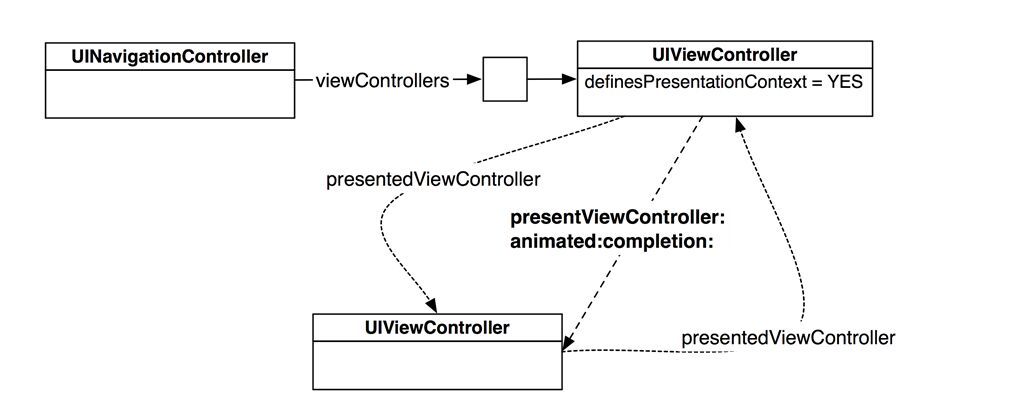 UINavigationController
viewControllers
UIViewController
definesPresentationContext = YES
presentedViewController
presentViewController:
animated:completion:
UIViewController
presentedViewController